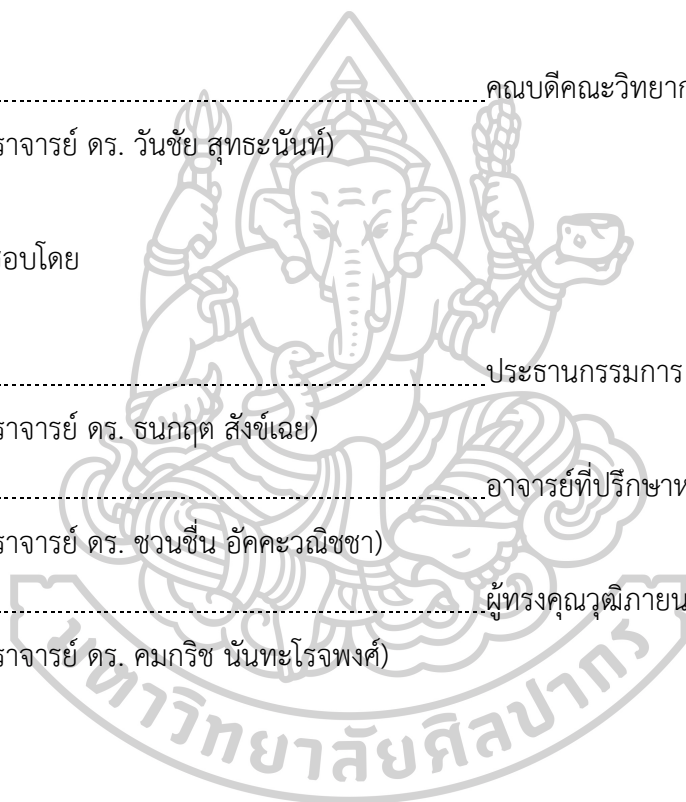 คณบดีคณะวิทยาก
ราจารย์ ดร. วันชัย สุทธะนันท์)
สอบโดย
ประธานกรรมการ
ราจารย์ ดร. ธนกฤต สังข์เฉย)
อาจารย์ที่ปรึกษาห
ราจารย์ ดร. ชวนชื่น อัคคะวณิชชา)
ผู้ทรงคุณวุฒิภายน
ราจารย์ ดร. คมกริช นันทะโรจพงศ์)
มหาวิทยาลัยศิลปากร